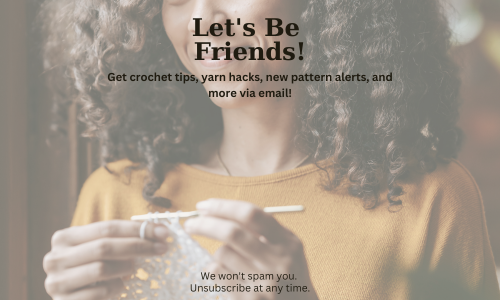 Let's Be
Friends!
Get crochet tips, yarn hacks, new pattern alerts, and
more via email!
We won't spam you.
Unsubscribe at any time.